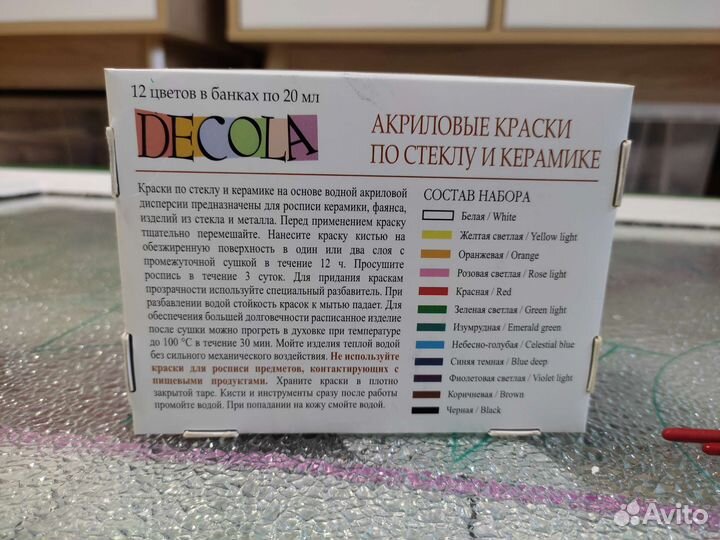 12 цветов в банках по 20 мл
DECOLA
АКРИЛОВЫЕ КРАСКИ
ПО СТЕКЛУ И КЕРАМИКЕ
Краски по стеклу и керамике на основе водной акриловой
дисперсии предназначены для росписи керамики, фаянса,
изделий из стекла и металла. Перед применением краску
тщательно перемешайте. Нанесите краску кистью на
обезжиренную поверхность в один или два слоя с
промежуточной сушкой в течение 12 ч. Просушите
роспись в течение 3 суток. Для придания краскам
прозрачности используйте специальный разбавитель. При
разбавлении водой стойкость красок к мытью падает. Для
обеспечения большей долговечности расписанное изделие
после сушки можно прогреть в духовке при температуре
до 100 °С в течение 30 мин. Мойте изделия теплой водой
без сильного механического воздействия. Не используйте
краски для росписи предметов, контактирующих с
пищевыми продуктами. Храните краски в плотно
закрытой таре. Кисти и инструменты сразу после работы
промойте водой. При попадании на кожу смойте водой.
СОСТАВ НАБОРА
Белая / White
Желтая светлая / Yellow light
Оранжевая / Orange
Розовая светлая / Rose light
Красная / Red
Зеленая светлая / Green light
Изумрудная / Emerald green
Небесно-голубая / Celestial blue
Синяя темная / Blue deep
Фиолетовая светлая / Violet light
Коричневая / Brown
Черная / Black
Avito